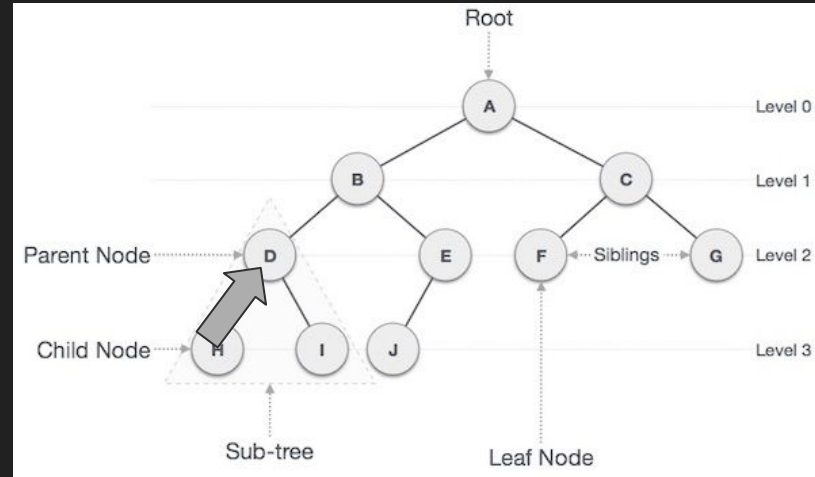 Root
A
Level 0
B
C
Level 1
Parent Node
D
E
F
Siblings
G
Level 2
Child Node
H
I
J
Level 3
Sub-tree
Leaf Node